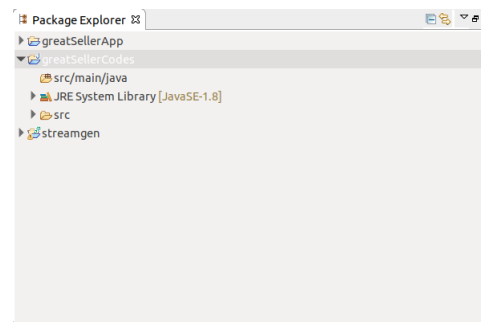 Package Explorer
greatSellerApp
greatSellerCodes
src/main/java
JRE System Library [JavaSE-1.8]
src
streamgen